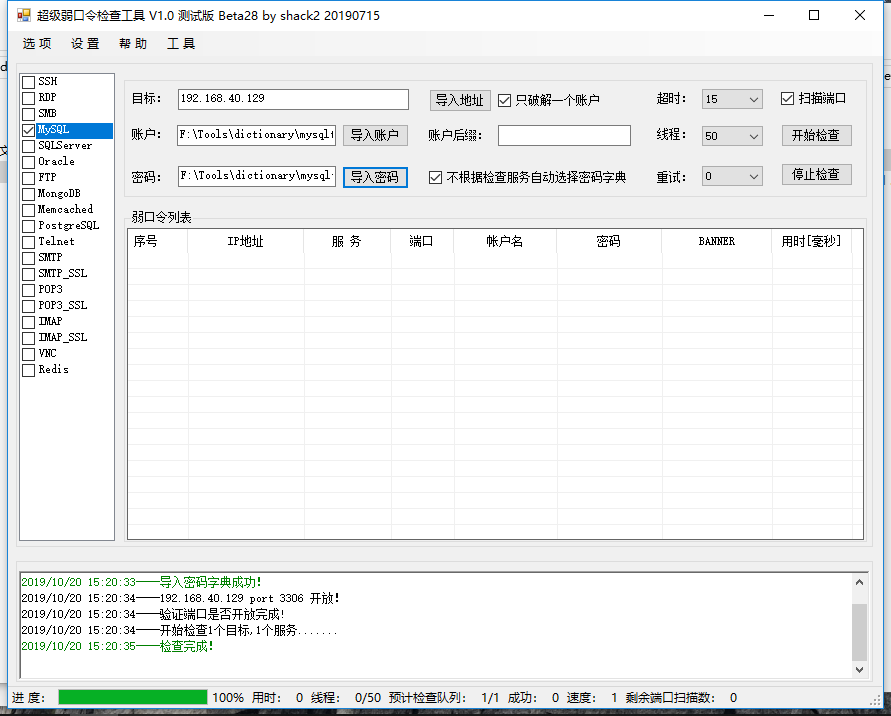 超级弱口令检查工具 V1.0 测试版 Beta28 by shack2 20190715
选项 设置 帮助 工具
SSH
RDP
SMB
MySQL
SQLServer
Oracle
FTP
MongoDB
Memcached
PostgreSQL
Telnet
SMTP
SMTP_SSL
POP3
POP3_SSL
IMAP
IMAP_SSL
VNC
Redis
目标： 192.168.40.129 导入地址 只破解一个账户 超时： 15 扫描端口
账户： F:\Tools\dictionary\mysql 导入账户 账户后缀： 线程： 50 开始检查
密码： F:\Tools\dictionary\mysql 导入密码 不根据检查服务自动选择密码字典 重试： 0 停止检查
弱口令列表
序号 IP地址 服 务 端口 帐户名 密码 BANNER 用时[毫秒]
2019/10/20 15:20:33——导入密码字典成功!
2019/10/20 15:20:34——192.168.40.129 port 3306 开放!
2019/10/20 15:20:34——验证端口是否开放完成!
2019/10/20 15:20:34——开始检查1个目标,1个服务.......
2019/10/20 15:20:35——检查完成!
进 度： 100% 用时： 0 线程： 0/50 预计检查队列： 1/1 成功： 0 速度： 1 剩余端口扫描数： 0